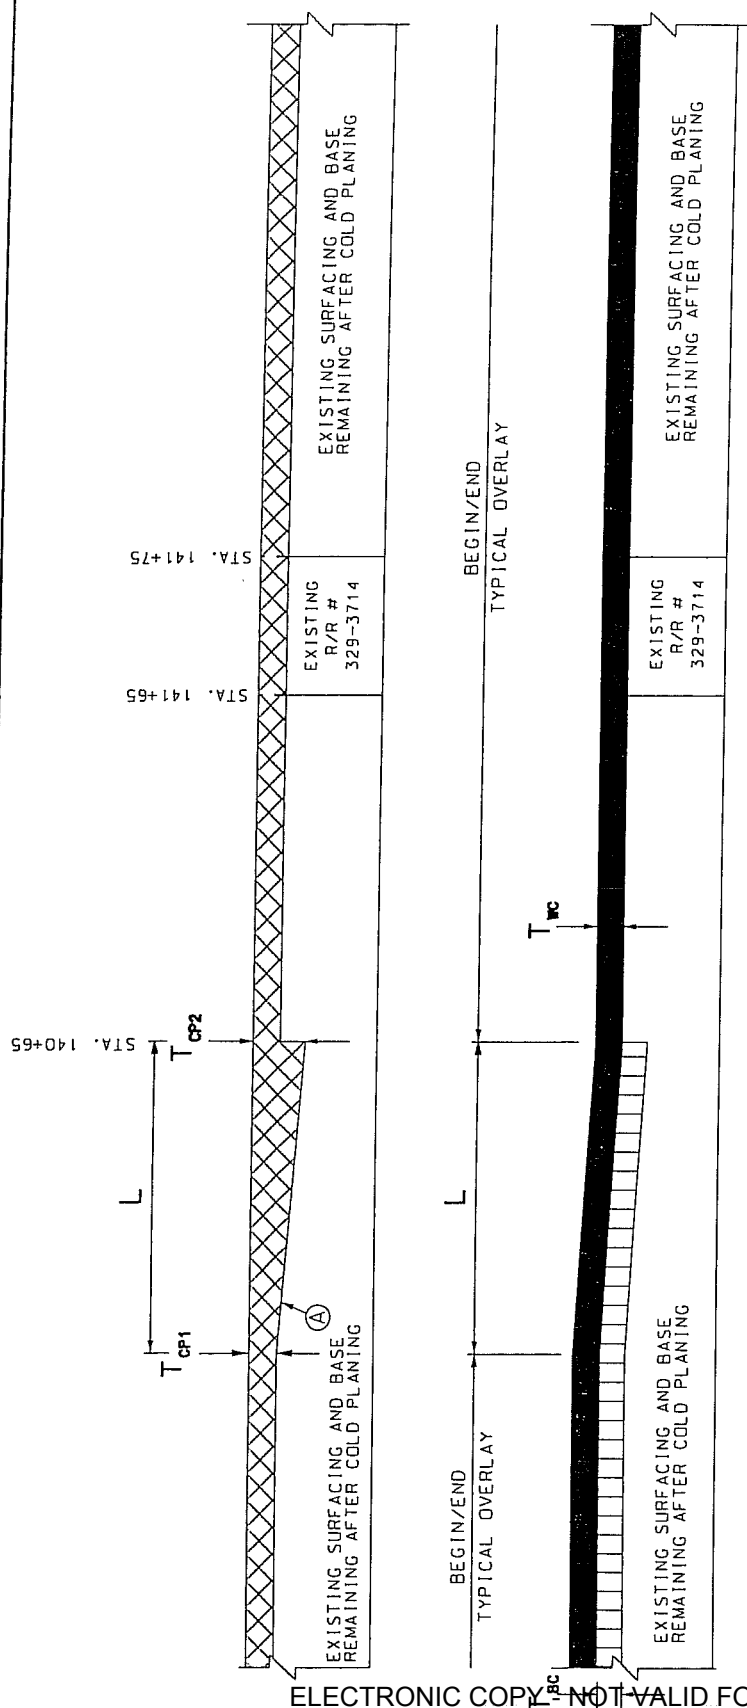 EXISTING SURFACING AND BASE
REMAINING AFTER COLD PLANING
STA. 141+75
EXISTING
R/R #
329-3714
STA. 141+65
STA. 140+65
T CP2
L
A
T CP1
EXISTING SURFACING AND BASE
REMAINING AFTER COLD PLANING
BEGIN/END
TYPICAL OVERLAY
L
BEGIN/END
TYPICAL OVERLAY
EXISTING SURFACING AND BASE
REMAINING AFTER COLD PLANING
EXISTING
R/R #
329-3714
T WC
EXISTING SURFACING AND BASE
REMAINING AFTER COLD PLANING
T BC
ELECTRONIC COPY - NOT VALID FO